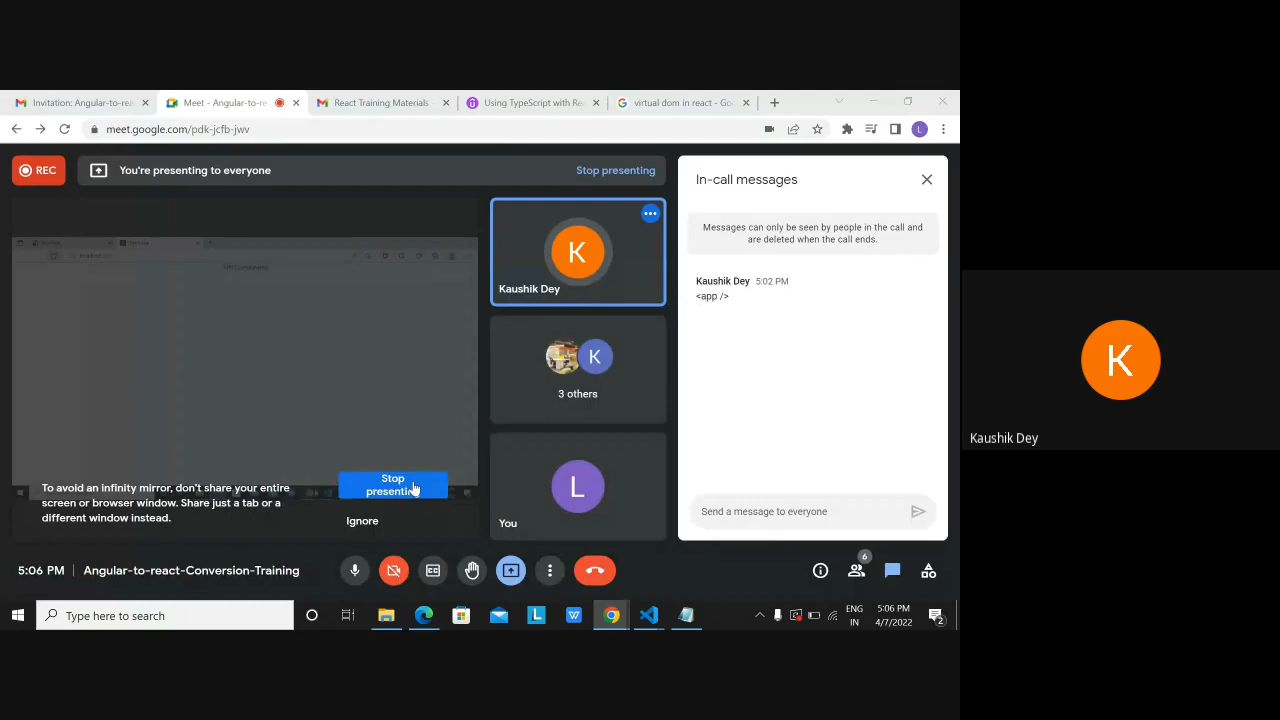 Invitation: Angular-to-rea
Meet - Angular-to-re
React Training Materials
Using TypeScript with Re
virtual dom in react - Goo
meet.google.com/pdk-jcfb-jwv
L
REC
You're presenting to everyone
Stop presenting
In-call messages
Messages can only be seen by people in the call and
are deleted when the call ends.
Kaushik Dey 5:02 PM
<app />
K
Kaushik Dey
K
3 others
L
You
To avoid an infinity mirror, don't share your entire
screen or browser window. Share just a tab or a
different window instead.
Stop
presenting
Ignore
Send a message to everyone
5:06 PM | Angular-to-react-Conversion-Training
6
Type here to search
L
W
ENG
IN
5:06 PM
4/7/2022
2
K
Kaushik Dey